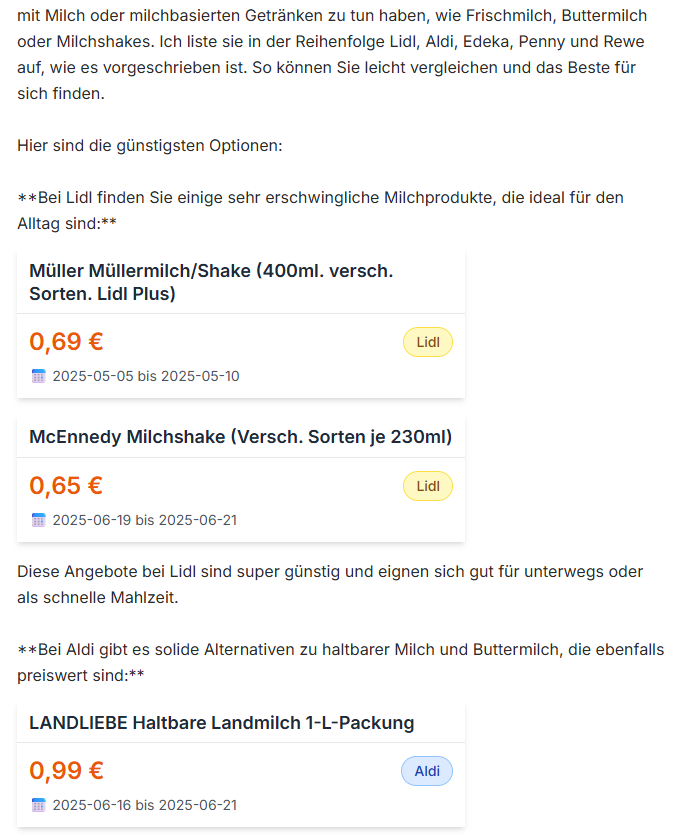 mit Milch oder milchbasierten Getränken zu tun haben, wie Frischmilch, Buttermilch
oder Milchshakes. Ich liste sie in der Reihenfolge Lidl, Aldi, Edeka, Penny und Rewe
auf, wie es vorgeschrieben ist. So können Sie leicht vergleichen und das Beste für
sich finden.
Hier sind die günstigsten Optionen:
**Bei Lidl finden Sie einige sehr erschwingliche Milchprodukte, die ideal für den
Alltag sind:**
Müller Müllermilch/Shake (400ml. versch.
Sorten. Lidl Plus)
0,69 €
Lidl
2025-05-05 bis 2025-05-10
McEnnedy Milchshake (Versch. Sorten je 230ml)
0,65 €
Lidl
2025-06-19 bis 2025-06-21
Diese Angebote bei Lidl sind super günstig und eignen sich gut für unterwegs oder
als schnelle Mahlzeit.
**Bei Aldi gibt es solide Alternativen zu haltbarer Milch und Buttermilch, die ebenfalls
preiswert sind:**
LANDLIEBE Haltbare Landmilch 1-L-Packung
0,99 €
Aldi
2025-06-16 bis 2025-06-21